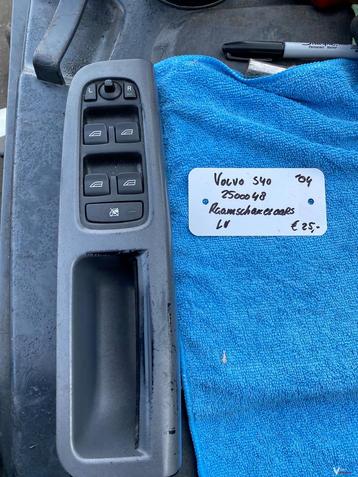 L R
VOLVO S40 '04
2500048
Raamschakelaars
LV €25,-